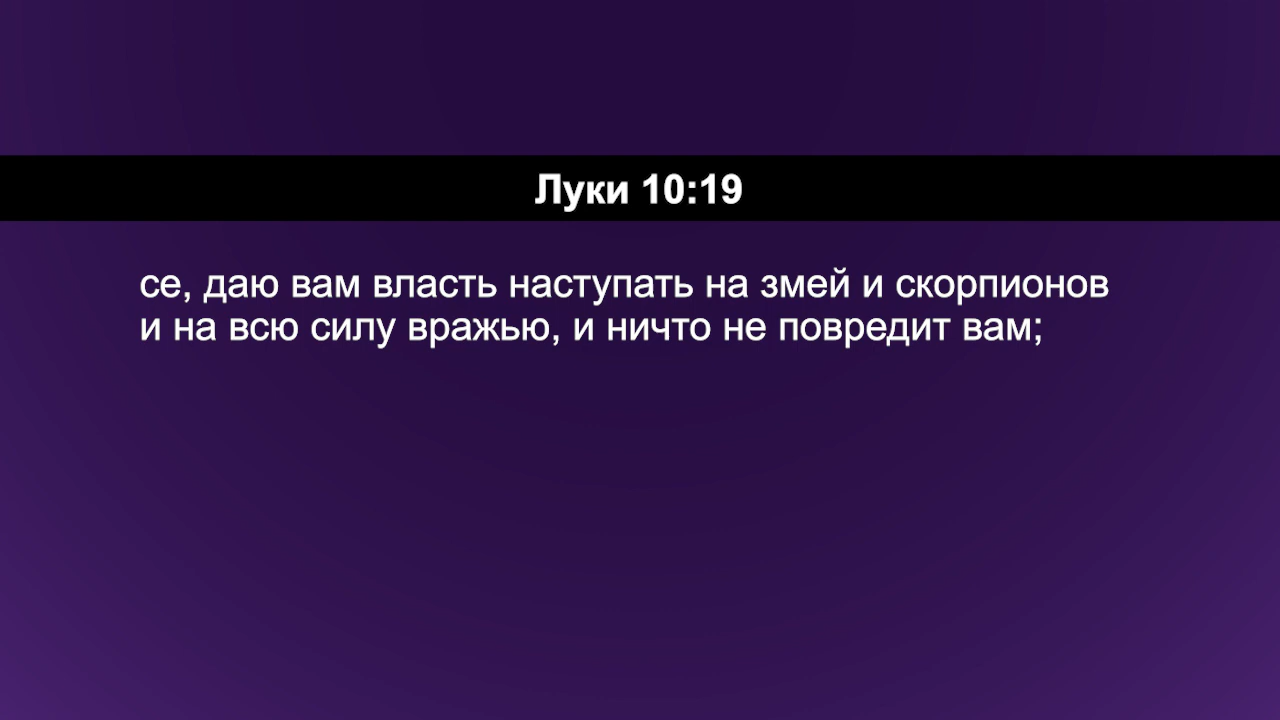 Луки 10:19
се, даю вам власть наступать на змей и скорпионов
и на всю силу вражью, и ничто не повредит вам;